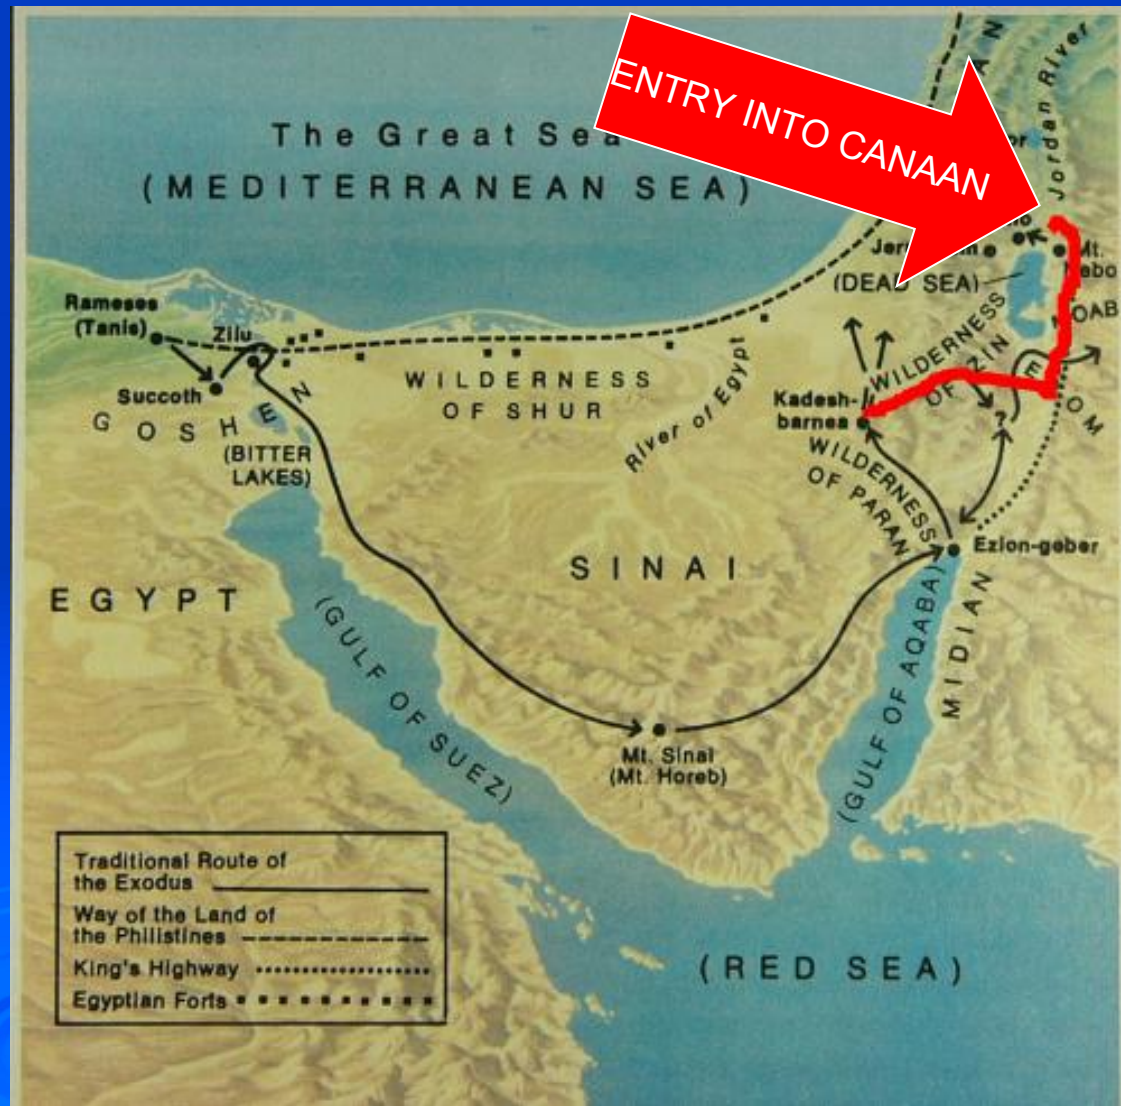 ENTRY INTO CANAAN
Jordan River
The Great Sea
(MEDITERRANEAN SEA)
(DEAD SEA)
Mt.
Nebo
MOAB
Rameses
(Tanis)
Zilu
Succoth
GOSHEN
(BITTER
LAKES)
WILDERNESS
OF SHUR
River of Egypt
WILDERNESS
OF ZIN
Kadesh-
barnea
?
WILDERNESS
OF PARAN
Ezion-geber
SINAI
EGYPT
(GULF OF SUEZ)
(GULF OF AQABA)
MIDIAN
Mt. Sinai
(Mt. Horeb)
Traditional Route of
the Exodus
Way of the Land of
the Philistines
King's Highway
Egyptian Forts
(RED SEA)